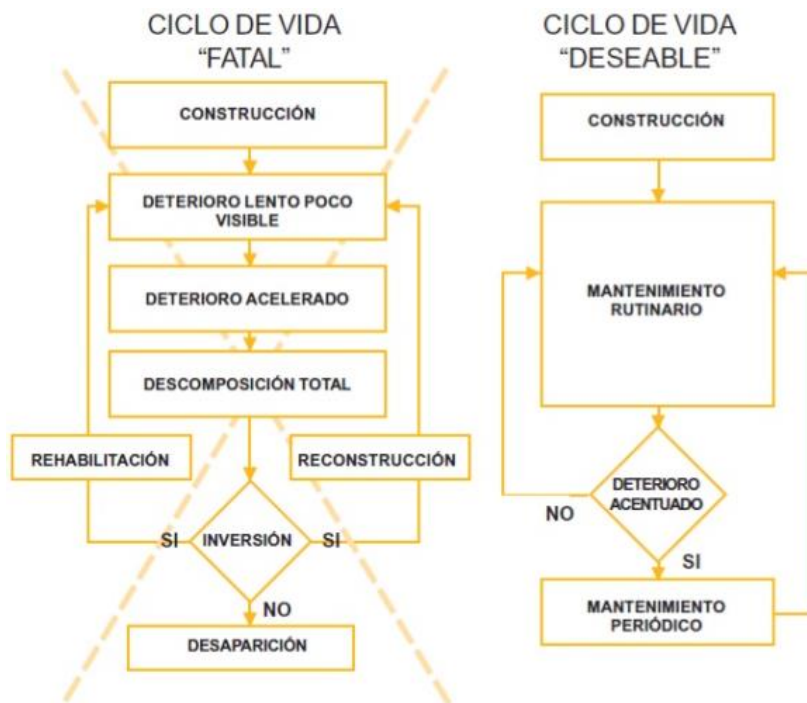 CICLO DE VIDA
“FATAL”
CONSTRUCCIÓN
DETERIORO LENTO POCO
VISIBLE
DETERIORO ACELERADO
DESCOMPOSICIÓN TOTAL
REHABILITACIÓN
RECONSTRUCCIÓN
SI
INVERSIÓN
SI
NO
DESAPARICIÓN
CICLO DE VIDA
“DESEABLE”
CONSTRUCCIÓN
MANTENIMIENTO
RUTINARIO
DETERIORO
ACENTUADO
NO
SI
MANTENIMIENTO
PERIÓDICO